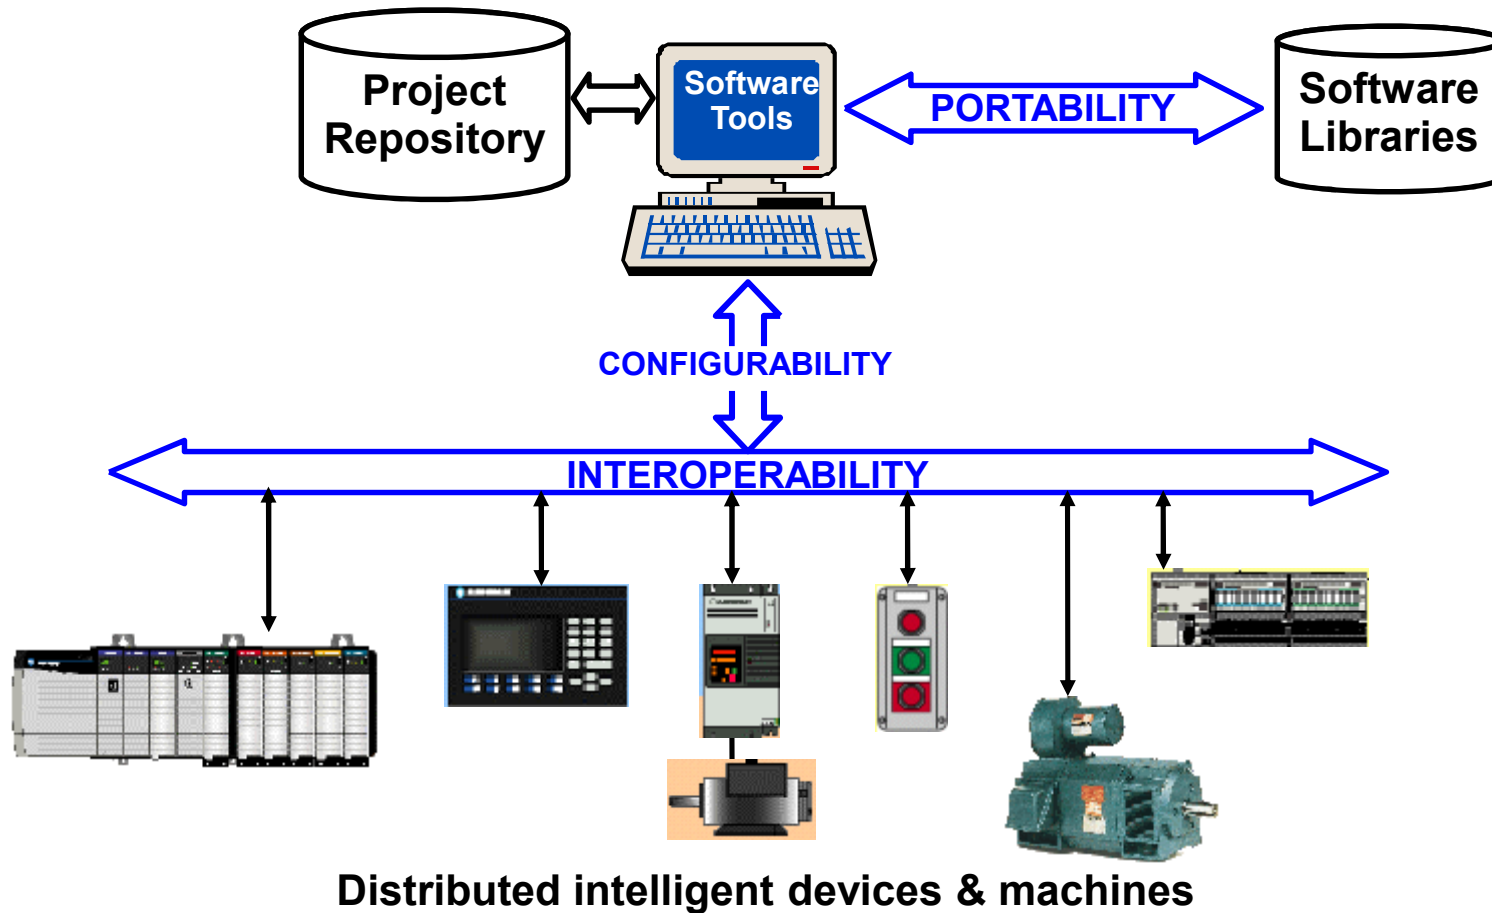 Project
Repository
Software
Tools
PORTABILITY
Software
Libraries
CONFIGURABILITY
INTEROPERABILITY
Distributed intelligent devices & machines